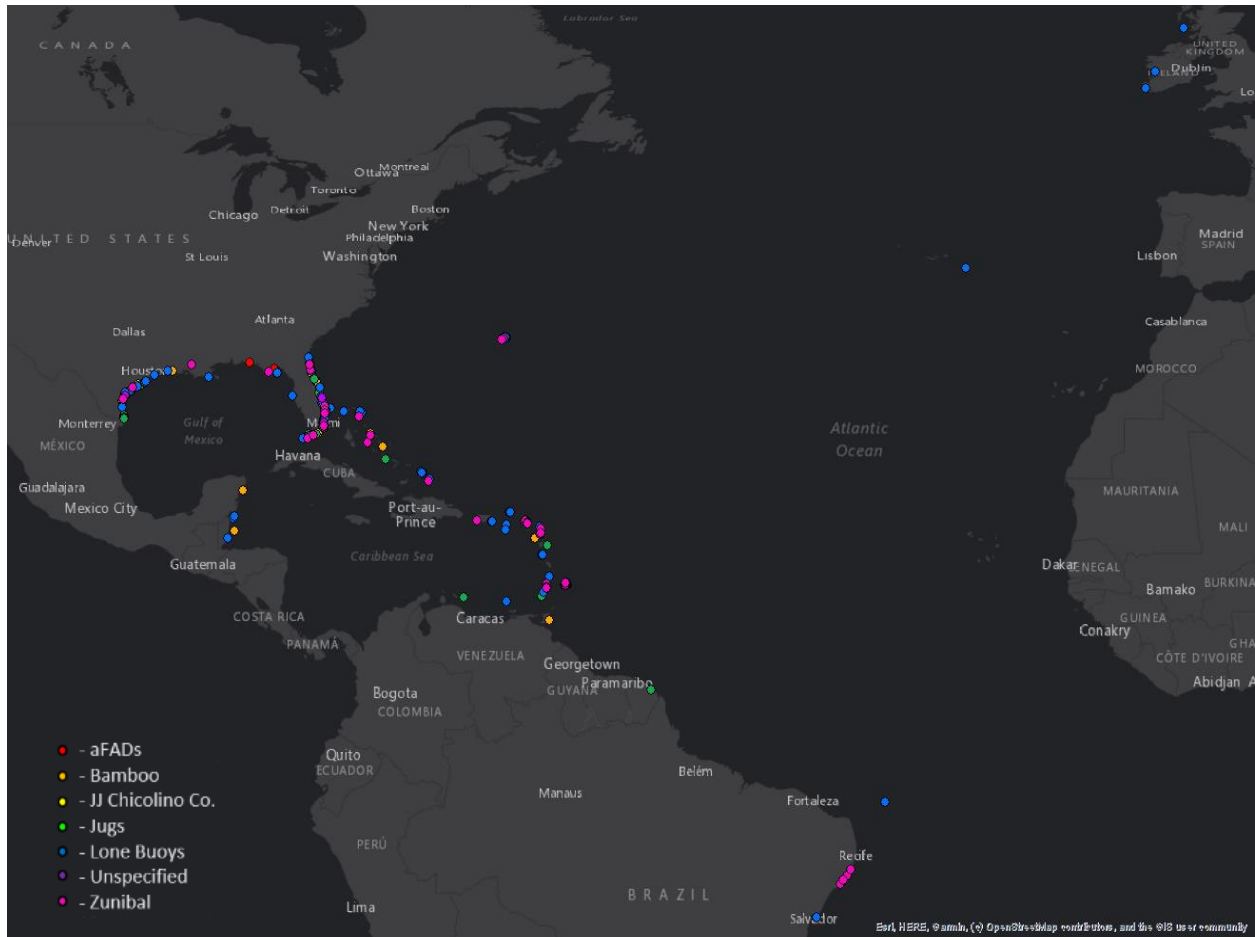 Labrador Sea
CANADA
UNITED
KINGDOM
Dublin
IRELAND
Lo
Montreal
Ottawa
Toronto
Boston
Chicago
Detroit
New York
Philadelphia
Madrid
SPAIN
UNITED STATES
Denver
St Louis
Washington
Lisbon
Atlanta
Dallas
Casablanca
Houston
MOROCCO
Monterrey
Gulf of
Mexico
Miami
Atlantic
Ocean
MÉXICO
Havana
CUBA
Guadalajara
Mexico City
Port-au-
Prince
MAURITANIA
MALI
Caribbean Sea
Guatemala
Dakar
SENEGAL
Bamako
BURKINA
COSTA RICA
Caracas
GUINEA
Conakry
PANAMÁ
GHA
VENEZUELA
CÔTE D'IVOIRE
Georgetown
Paramaribo
GUYANA
Abidjan A
Bogota
COLOMBIA
- aFADs
Quito
ECUADOR
Belém
- Bamboo
Manaus
- JJ Chicolino Co.
Fortaleza
- Jugs
PERÚ
- Lone Buoys
Recife
- Unspecified
BRAZIL
- Zunibal
Lima
Salvador
Esri, HERE, Garmin, (c) OpenStreetMap contributors, and the GIS user community